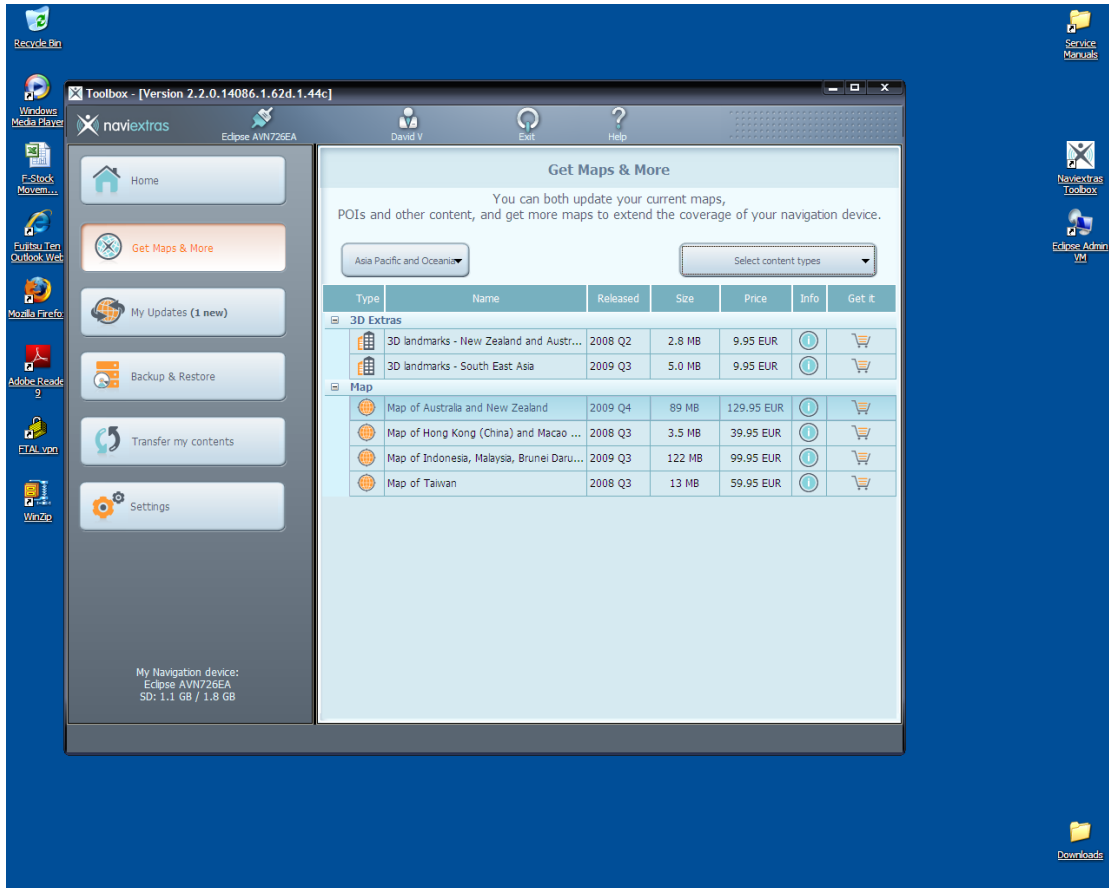 Recycle Bin
Service
Manuals
Windows
Media Player
F-Stock
Movem...
Fujitsu Ten
Outlook Web
Mozilla Firefo
Adobe Reade
9
FTAL vpn
WinZip
Toolbox - [Version 2.2.0.14086.1.62d.1.44c]
naviextras
Eclipse AVN726EA
David V
Exit
Help
Home
Get Maps & More
My Updates (1 new)
Backup & Restore
Transfer my contents
Settings
My Navigation device:
Eclipse AVN726EA
SD: 1.1 GB / 1.8 GB
Get Maps & More
You can both update your current maps,
POIs and other content, and get more maps to extend the coverage of your navigation device.
Asia Pacific and Oceania
Select content types
Type Name Released Size Price Info Get it
3D Extras
3D landmarks - New Zealand and Austr... 2008 Q2 2.8 MB 9.95 EUR
3D landmarks - South East Asia 2009 Q3 5.0 MB 9.95 EUR
Map
Map of Australia and New Zealand 2009 Q4 89 MB 129.95 EUR
Map of Hong Kong (China) and Macao ... 2008 Q3 3.5 MB 39.95 EUR
Map of Indonesia, Malaysia, Brunei Daru... 2009 Q3 122 MB 99.95 EUR
Map of Taiwan 2008 Q3 13 MB 59.95 EUR
Naviextras
Toolbox
Eclipse Admin
VM
Downloads